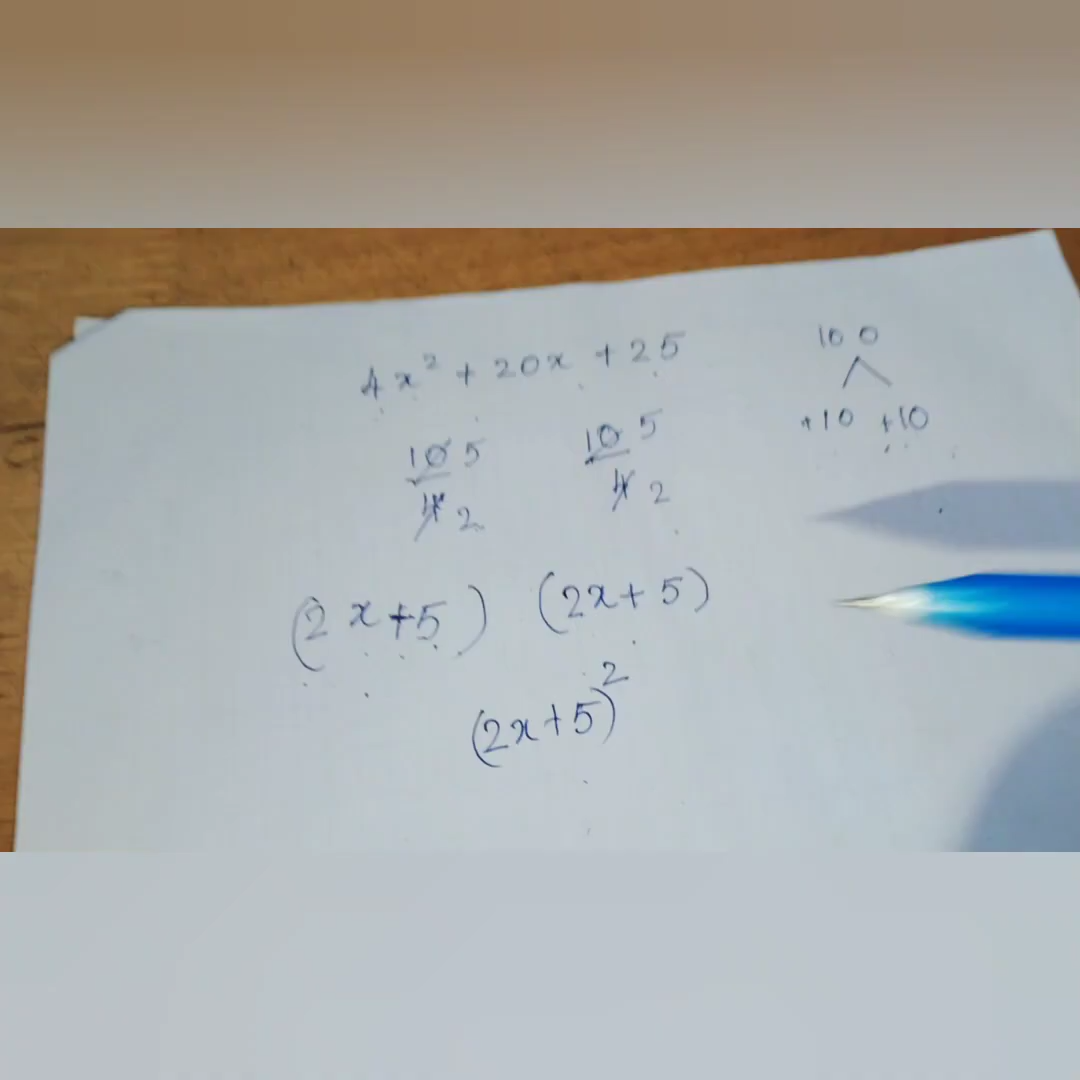 4x² + 20x + 25
100
+10 +10
10 5 10 5
4 2 4 2
(2x+5) (2x+5)
(2x+5)²